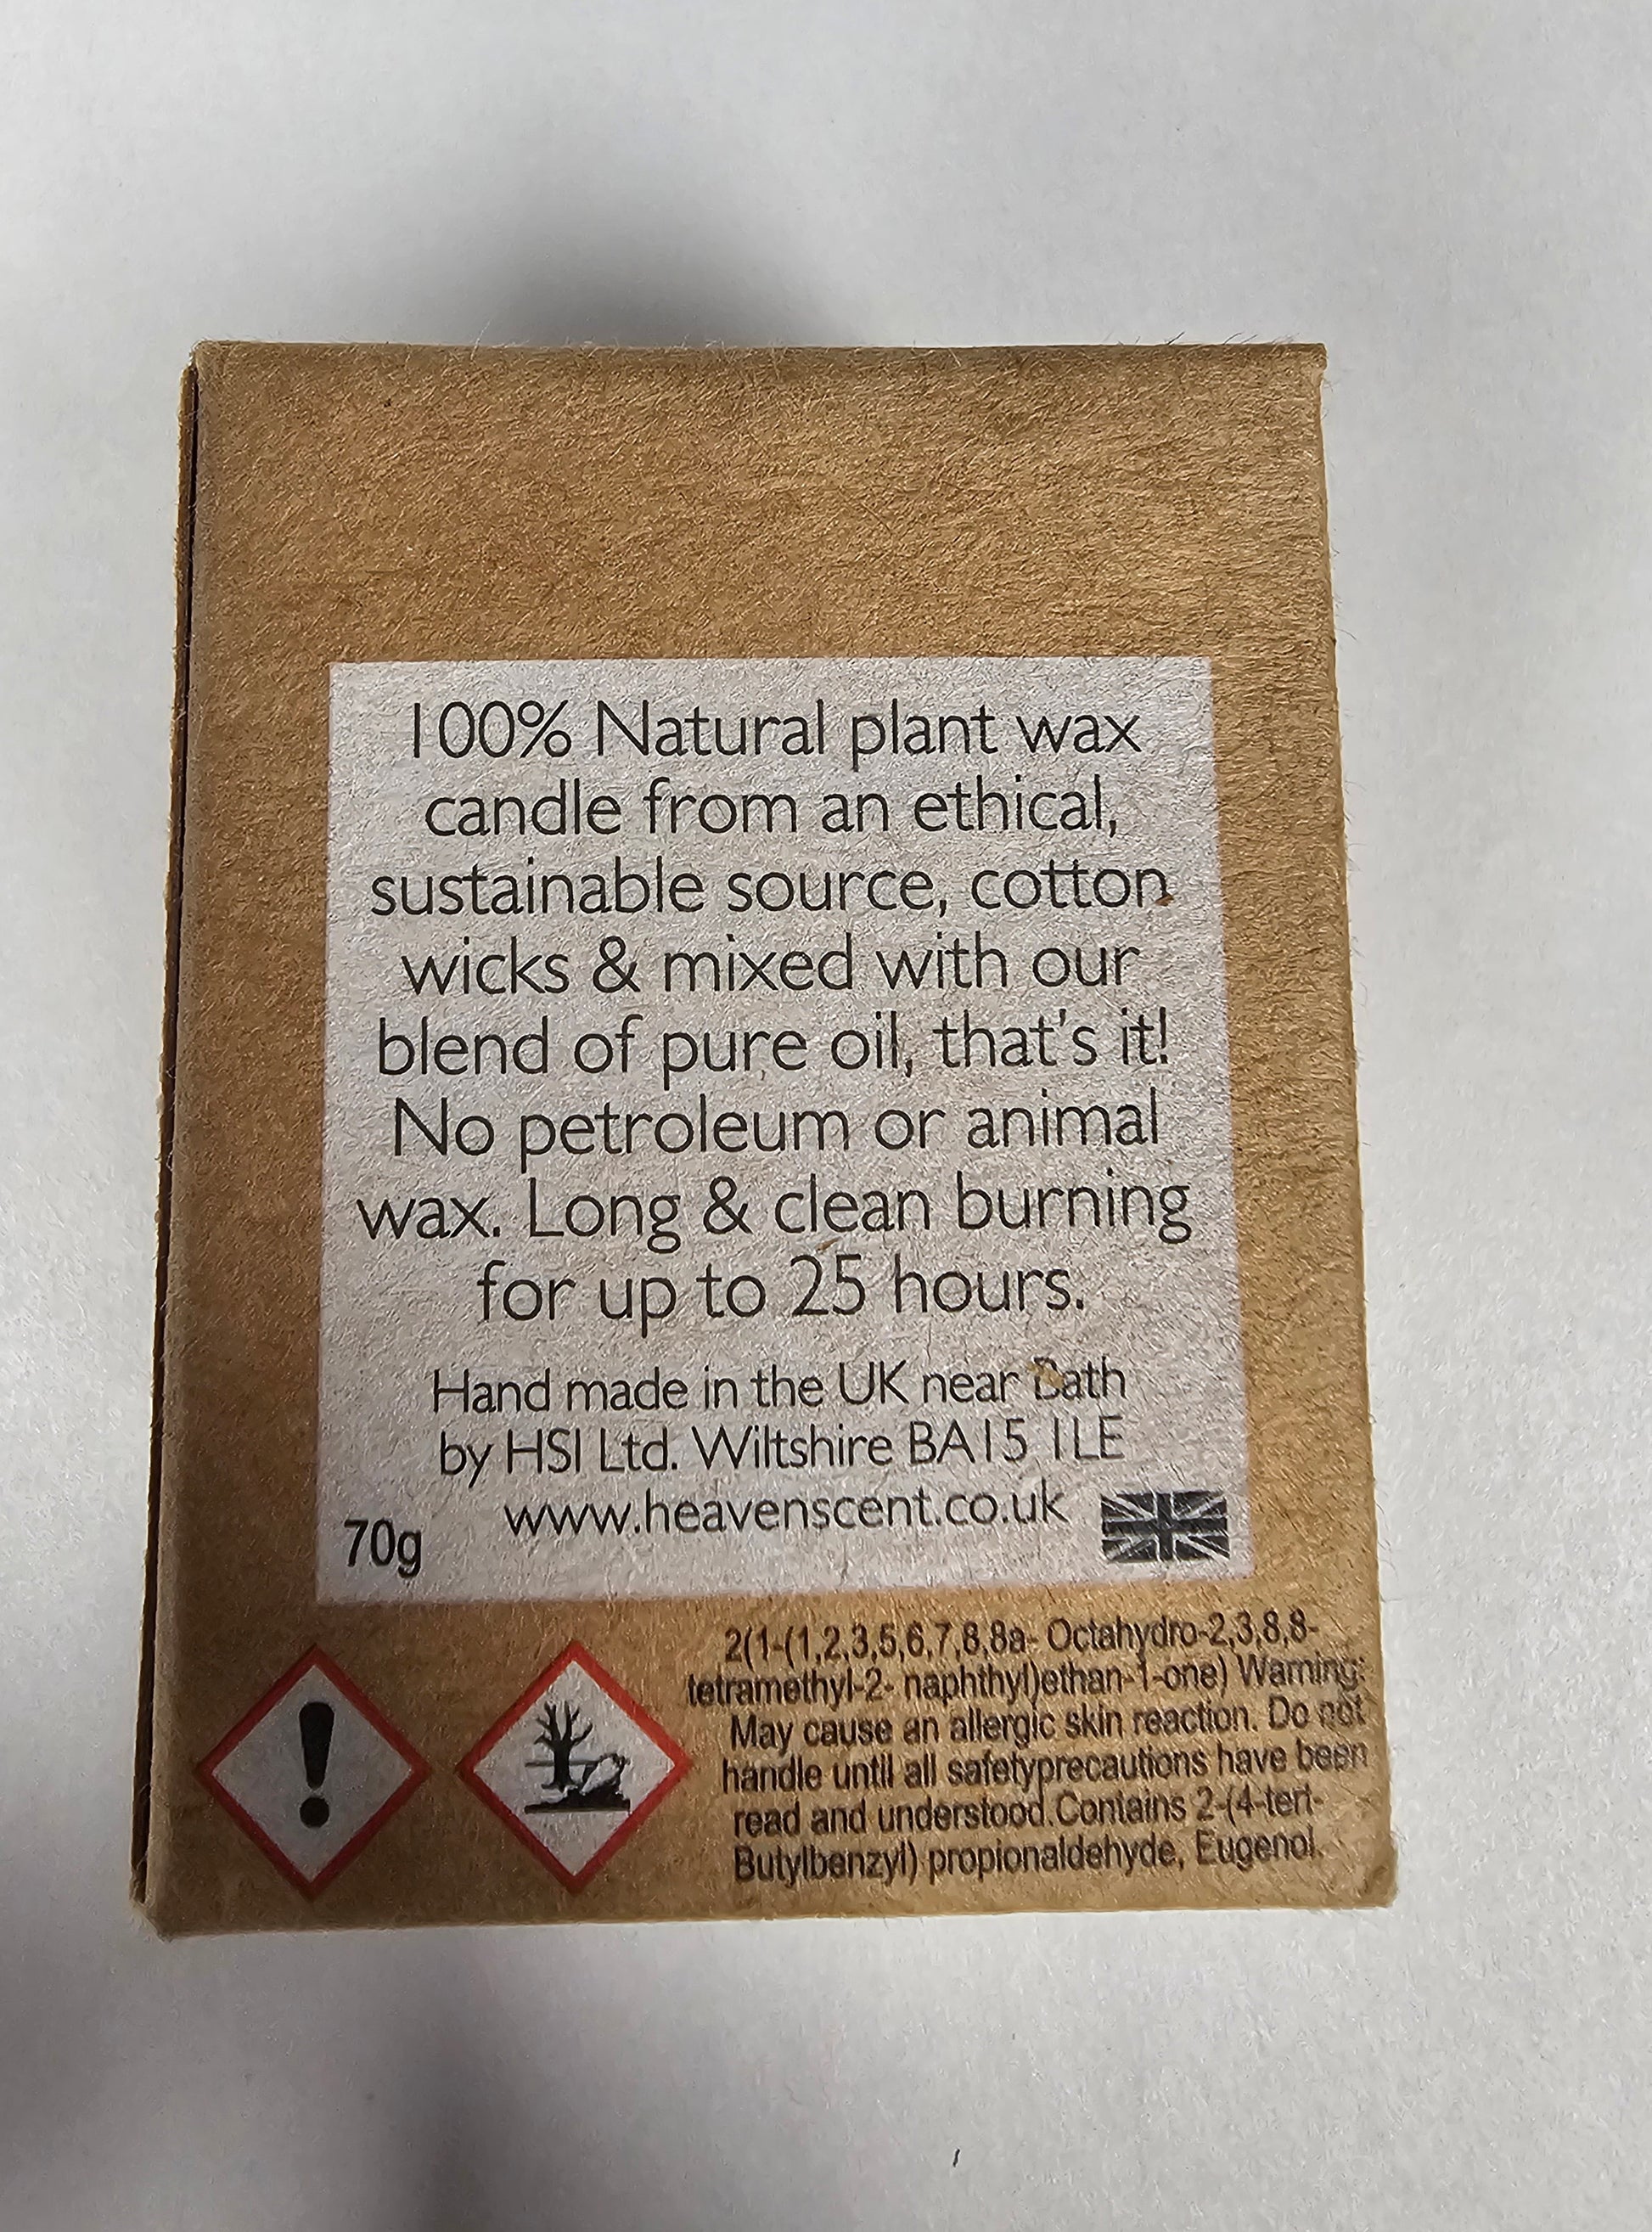 100% Natural plant wax
candle from an ethical,
sustainable source, cotton
wicks & mixed with our
blend of pure oil, that's it!
No petroleum or animal
wax. Long & clean burning
for up to 25 hours.
Hand made in the UK near Bath
by HSI Ltd. Wiltshire BA15 1LE
www.heavenscent.co.uk
70g
2(1-(1,2,3,5,6,7,8,8a- Octahydro-2,3,8,8-
tetramethyl-2- naphthyl)ethan-1-one) Warning:
May cause an allergic skin reaction. Do not
handle until all safetyprecautions have been
read and understood.Contains 2-(4-tert-
Butylbenzyl) propionaldehyde, Eugenol.